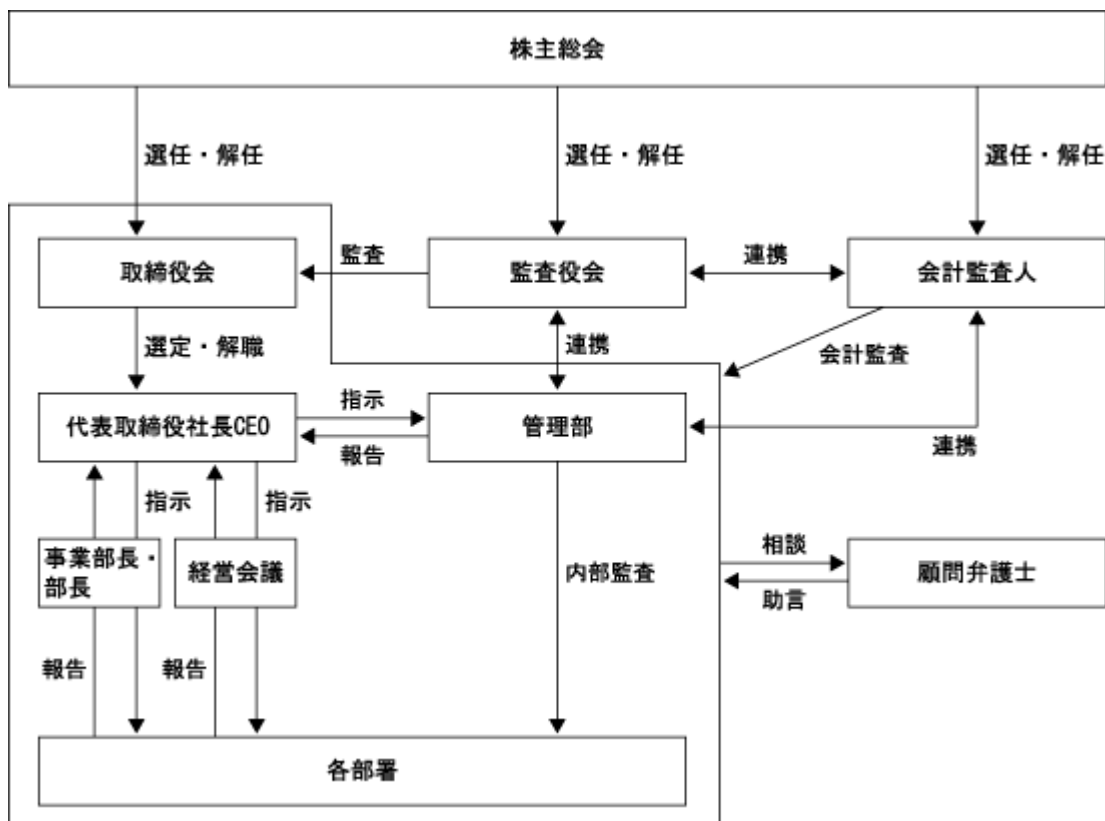 株主総会
選任・解任
選任・解任
選任・解任
取締役会
監査
監査役会
連携
会計監査人
選定・解職
連携
会計監査
代表取締役社長CEO
指示
報告
管理部
連携
指示
指示
事業部長・
部長
経営会議
内部監査
相談
助言
顧問弁護士
報告
報告
各部署